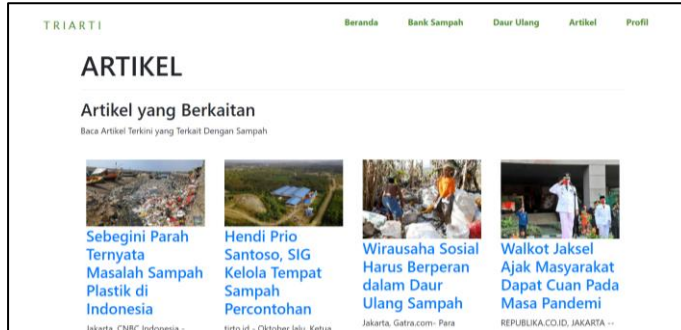 TRIARTI
Beranda Bank Sampah Daur Ulang Artikel Profil
ARTIKEL
Artikel yang Berkaitan
Baca Artikel Terkini yang Terkait Dengan Sampah
Sebegini Parah
Ternyata
Masalah Sampah
Plastik di
Indonesia
Jakarta, CNBC Indonesia -
Hendi Prio
Santoso, SIG
Kelola Tempat
Sampah
Percontohan
tirto.id - Oktober lalu, Ketua
Wirausaha Sosial
Harus Berperan
dalam Daur
Ulang Sampah
Jakarta, Gatra.com- Para
Walkot Jaksel
Ajak Masyarakat
Dapat Cuan Pada
Masa Pandemi
REPUBLIKA.CO.ID, JAKARTA --